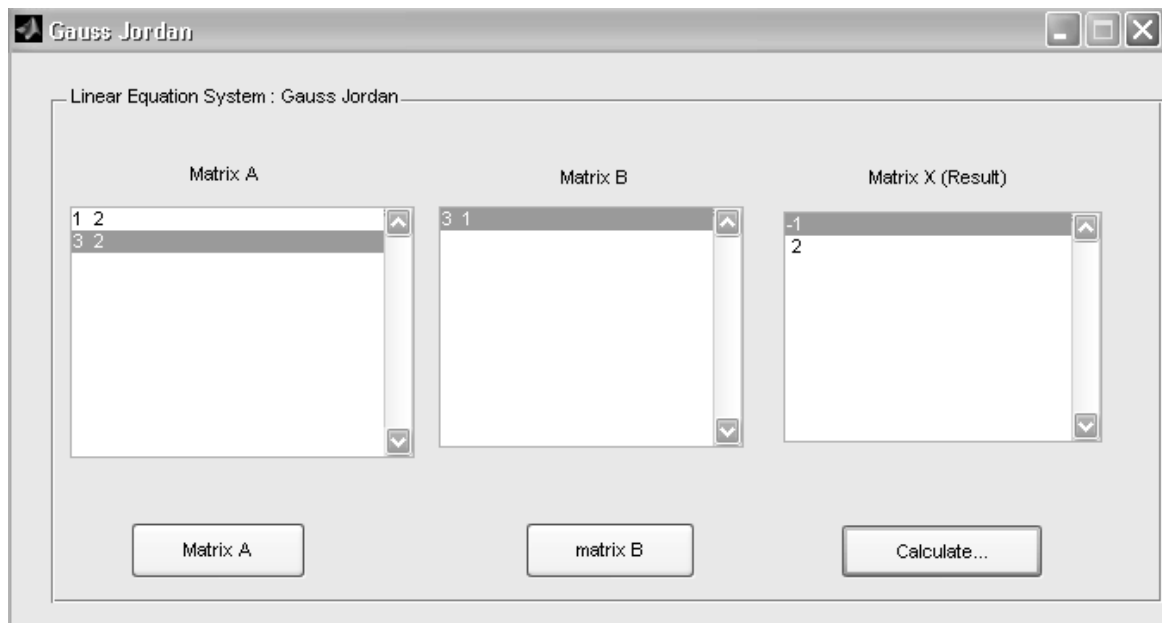 Gauss Jordan
Linear Equation System : Gauss Jordan
Matrix A
Matrix B
Matrix X (Result)
1 2
3 2
3 1
-1
2
Matrix A
matrix B
Calculate...